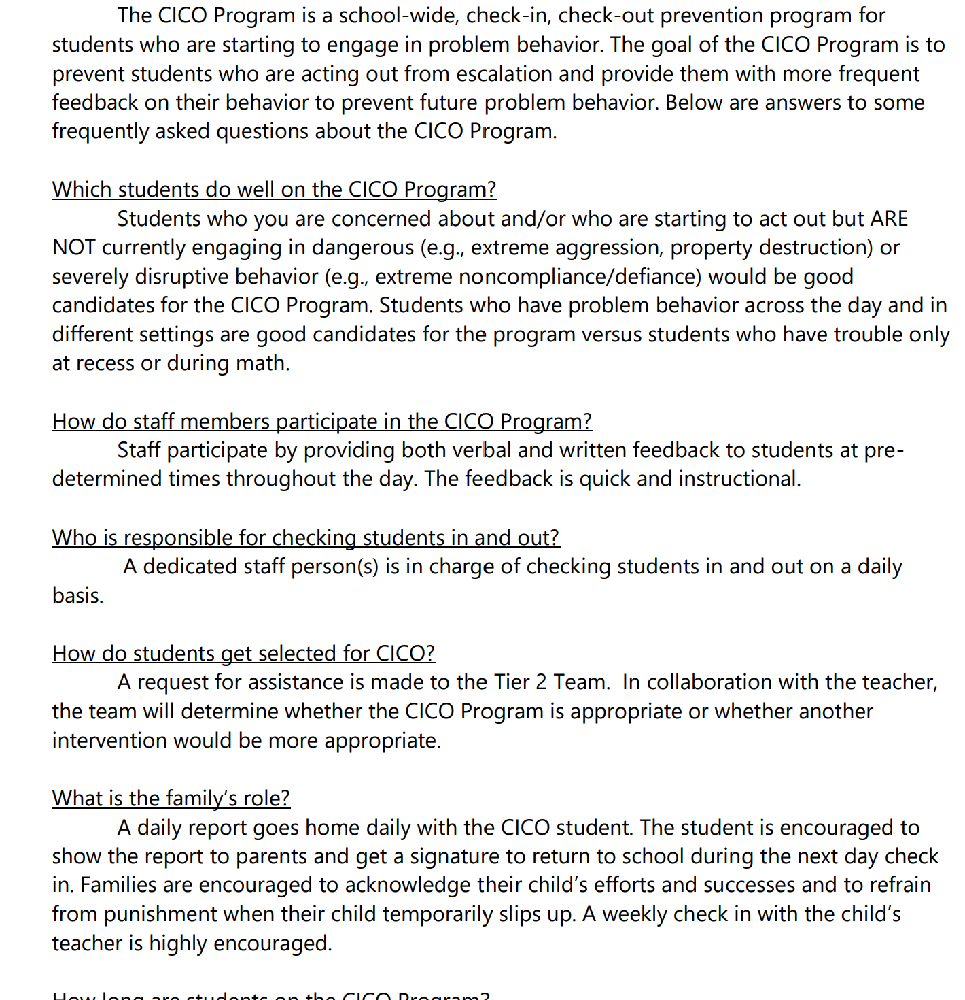 The CICO Program is a school-wide, check-in, check-out prevention program for
students who are starting to engage in problem behavior. The goal of the CICO Program is to
prevent students who are acting out from escalation and provide them with more frequent
feedback on their behavior to prevent future problem behavior. Below are answers to some
frequently asked questions about the CICO Program.
Which students do well on the CICO Program?
Students who you are concerned about and/or who are starting to act out but ARE
NOT currently engaging in dangerous (e.g., extreme aggression, property destruction) or
severely disruptive behavior (e.g., extreme noncompliance/defiance) would be good
candidates for the CICO Program. Students who have problem behavior across the day and in
different settings are good candidates for the program versus students who have trouble only
at recess or during math.
How do staff members participate in the CICO Program?
Staff participate by providing both verbal and written feedback to students at pre-
determined times throughout the day. The feedback is quick and instructional.
Who is responsible for checking students in and out?
A dedicated staff person(s) is in charge of checking students in and out on a daily
basis.
How do students get selected for CICO?
A request for assistance is made to the Tier 2 Team.  In collaboration with the teacher,
the team will determine whether the CICO Program is appropriate or whether another
intervention would be more appropriate.
What is the family's role?
A daily report goes home daily with the CICO student. The student is encouraged to
show the report to parents and get a signature to return to school during the next day check
in. Families are encouraged to acknowledge their child's efforts and successes and to refrain
from punishment when their child temporarily slips up. A weekly check in with the child's
teacher is highly encouraged.
How long are students on the CICO Program?